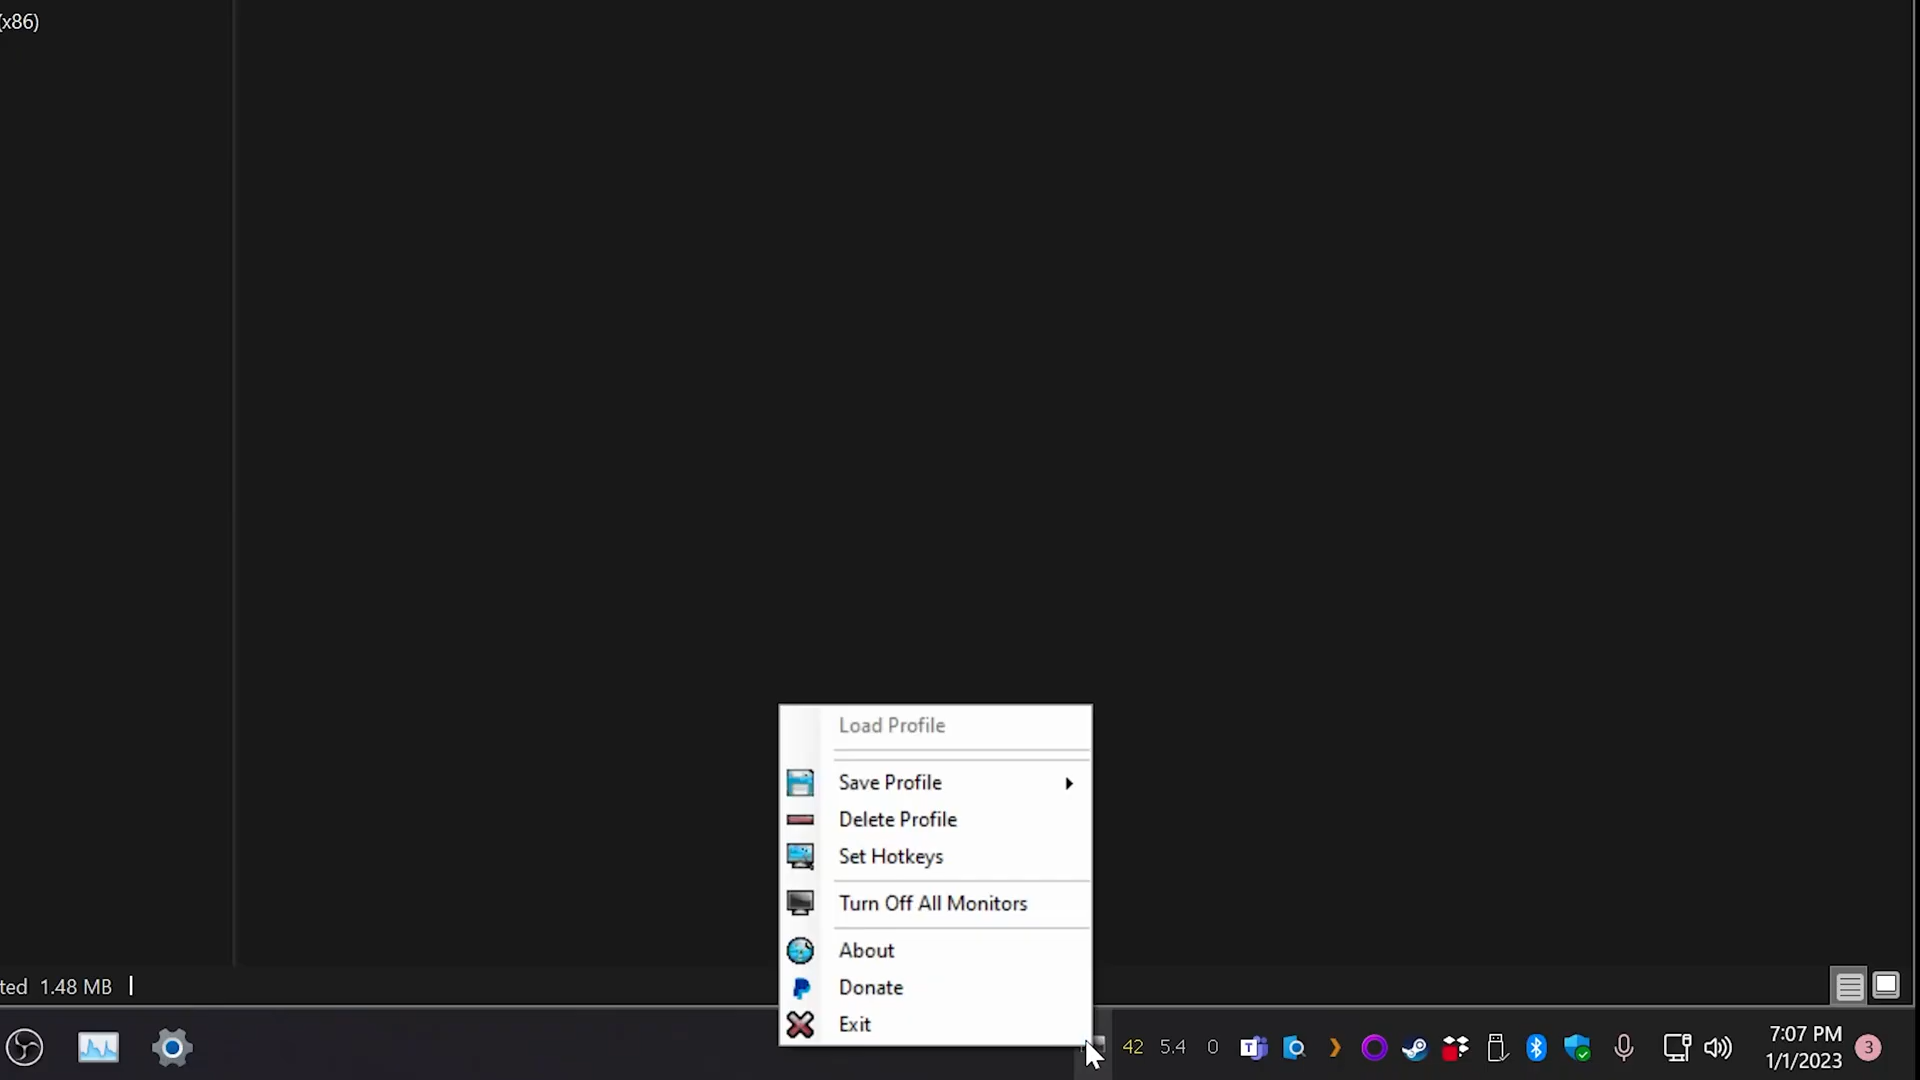 (x86)
Load Profile
Save Profile
Delete Profile
Set Hotkeys
Turn Off All Monitors
About
Donate
Exit
ted 1.48 MB
42 5.4 0
7:07 PM
1/1/2023
3